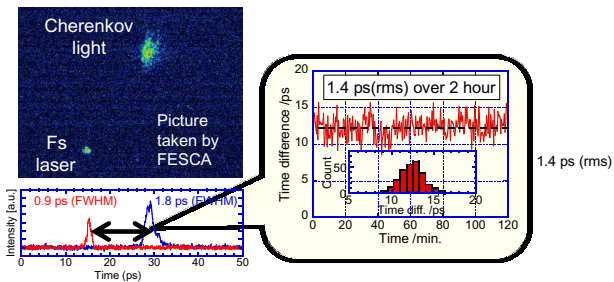 Cherenkov
light
Fs
laser
Picture
taken by
FESCA
0.9 ps (FWHM)
1.8 ps (FWHM)
Intensity [a.u.]
0 10 20 30 40 50
Time (ps)
1.4 ps(rms) over 2 hour
Time difference /ps
20
15
10
5
0
Count
50
0
5 10 15 20
Time diff. /ps
0 20 40 60 80 100 120
Time /min.
1.4 ps (rms)